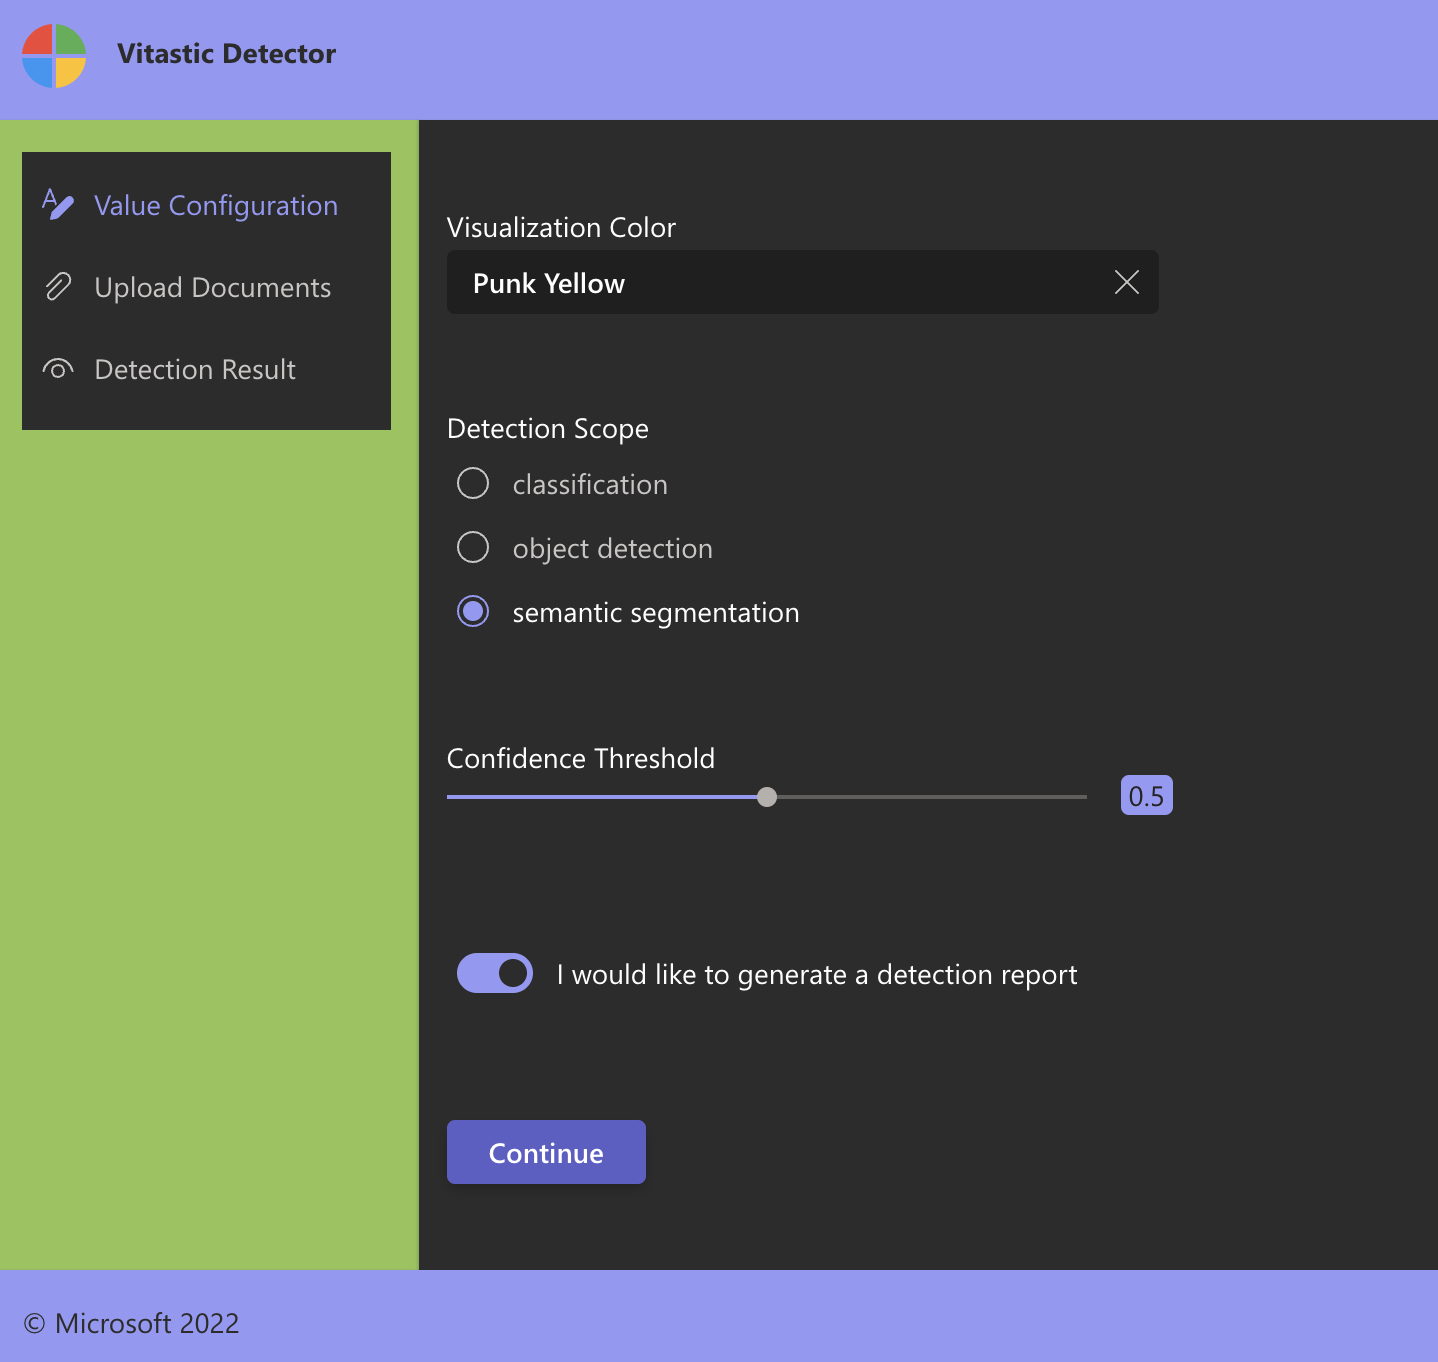 Vitastic Detector
Value Configuration
Upload Documents
Detection Result
Visualization Color
Punk Yellow
Detection Scope
classification
object detection
semantic segmentation
Confidence Threshold
0.5
I would like to generate a detection report
Continue
© Microsoft 2022